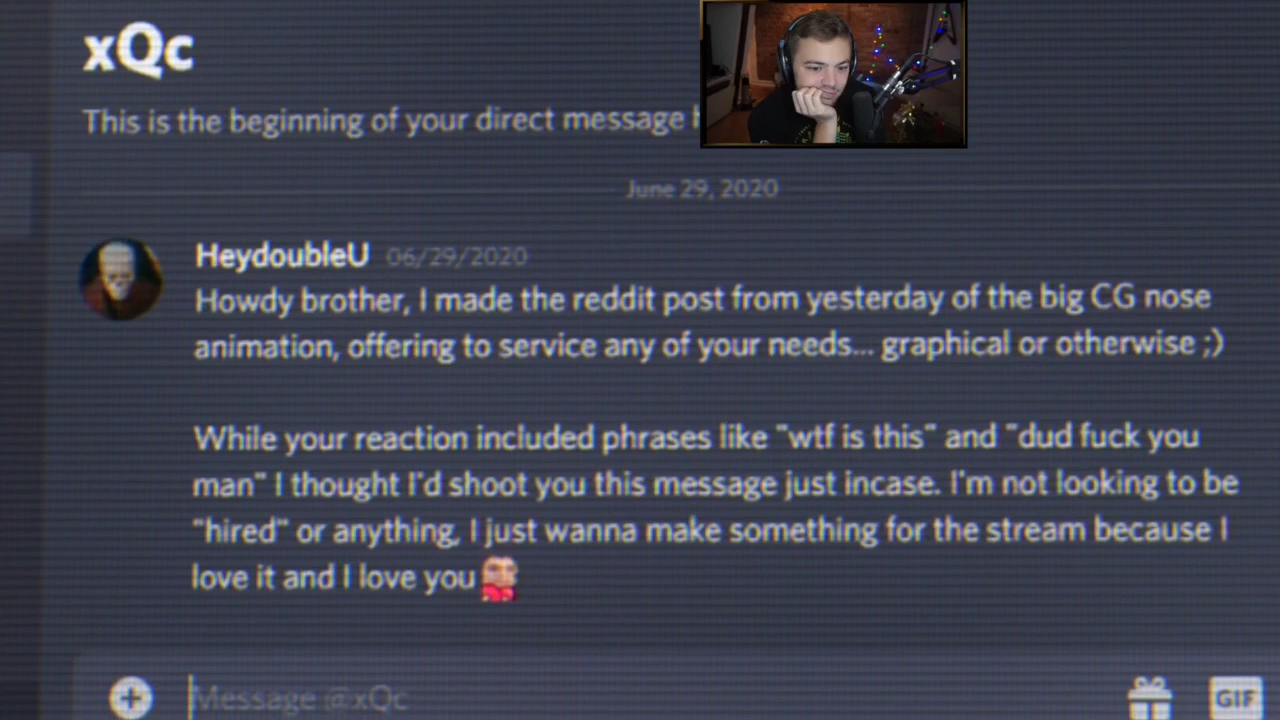 xQc
This is the beginning of your direct message
June 29, 2020
HeydoubleU 06/29/2020
Howdy brother, I made the reddit post from yesterday of the big CG nose
animation, offering to service any of your needs... graphical or otherwise ;)
While your reaction included phrases like "wtf is this" and "dud fuck you
man" I thought I'd shoot you this message just incase. I'm not looking to be
"hired" or anything, I just wanna make something for the stream because I
love it and I love you
Message @xQc
GIF